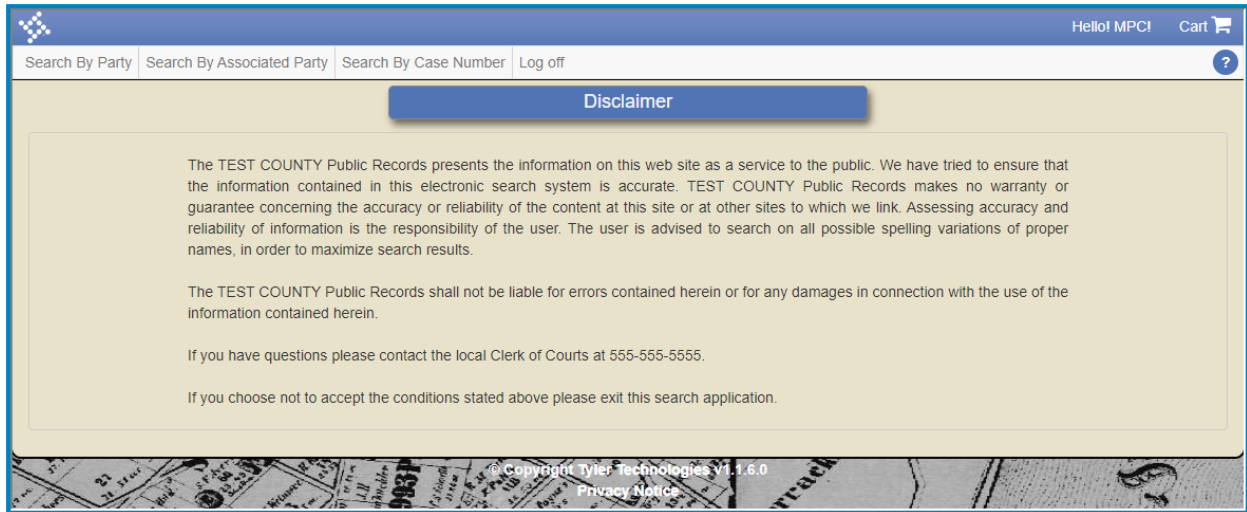 Hello! MPC! Cart
Search By Party Search By Associated Party Search By Case Number Log off ?
Disclaimer
The TEST COUNTY Public Records presents the information on this web site as a service to the public. We have tried to ensure that
the information contained in this electronic search system is accurate. TEST COUNTY Public Records makes no warranty or
guarantee concerning the accuracy or reliability of the content at this site or at other sites to which we link. Assessing accuracy and
reliability of information is the responsibility of the user. The user is advised to search on all possible spelling variations of proper
names, in order to maximize search results.
The TEST COUNTY Public Records shall not be liable for errors contained herein or for any damages in connection with the use of the
information contained herein.
If you have questions please contact the local Clerk of Courts at 555-555-5555.
If you choose not to accept the conditions stated above please exit this search application.
© Copyright Tyler Technologies v1.1.6.0
Privacy Notice